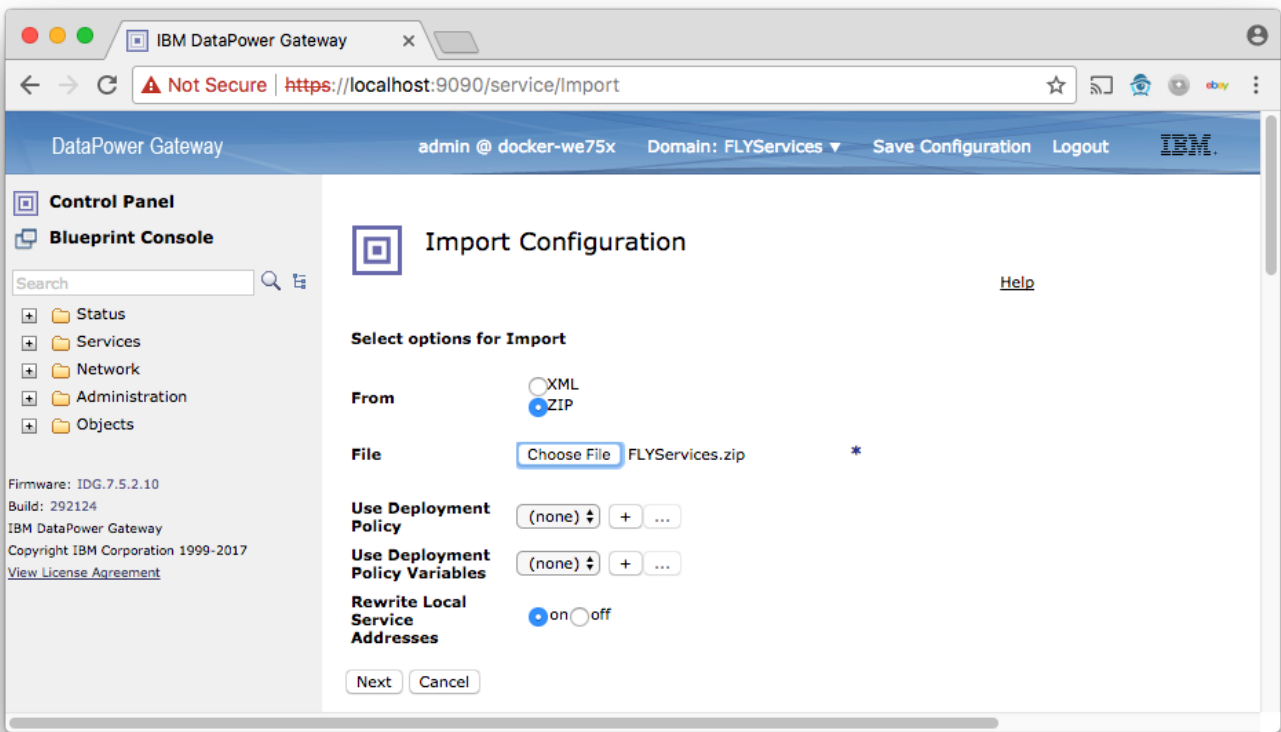 IBM DataPower Gateway
Not Secure | https://localhost:9090/service/Import
ebay
DataPower Gateway
admin @ docker-we75x
Domain: FLYServices ▼
Save Configuration
Logout
IBM.
Control Panel
Blueprint Console
Search
Status
Services
Network
Administration
Objects
Firmware: IDG.7.5.2.10
Build: 292124
IBM DataPower Gateway
Copyright IBM Corporation 1999-2017
View License Agreement
Import Configuration
Help
Select options for Import
From
XML
ZIP
File
Choose File FLYServices.zip *
Use Deployment
Policy
(none) + ...
Use Deployment
Policy Variables
(none) + ...
Rewrite Local
Service
Addresses
on off
Next
Cancel